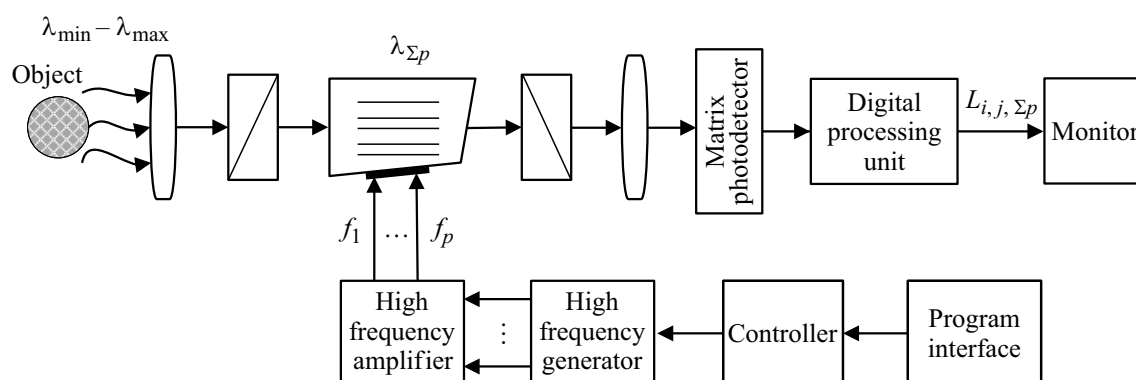 λmin – λmax
Object
λΣp
Matrix
photodetector
Digital
processing
unit
Li, j, Σp
Monitor
f1
…
fp
High
frequency
amplifier
⋮
High
frequency
generator
Controller
Program
interface